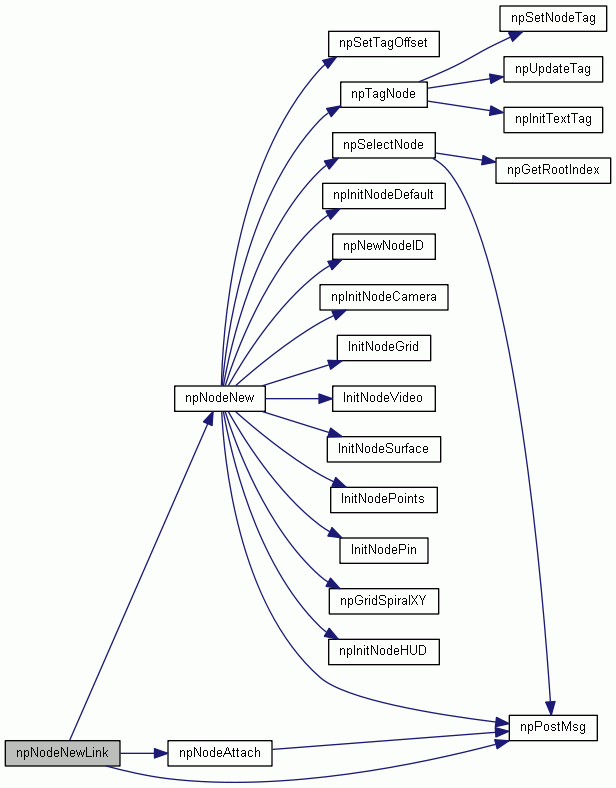 npSetNodeTag
npSetTagOffset
npUpdateTag
npTagNode
npInitTextTag
npSelectNode
npGetRootIndex
npInitNodeDefault
npNewNodeID
npInitNodeCamera
InitNodeGrid
npNodeNew
InitNodeVideo
InitNodeSurface
InitNodePoints
InitNodePin
npGridSpiralXY
npInitNodeHUD
npPostMsg
npNodeNewLink
npNodeAttach